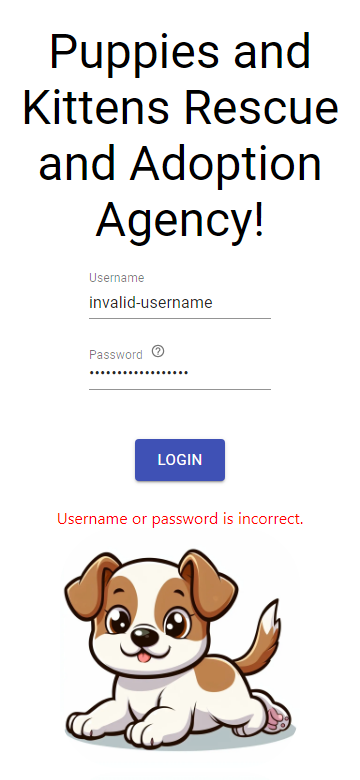 Puppies and
Kittens Rescue
and Adoption
Agency!
Username
invalid-username
Password ?
••••••••••••••••••
LOGIN
Username or password is incorrect.